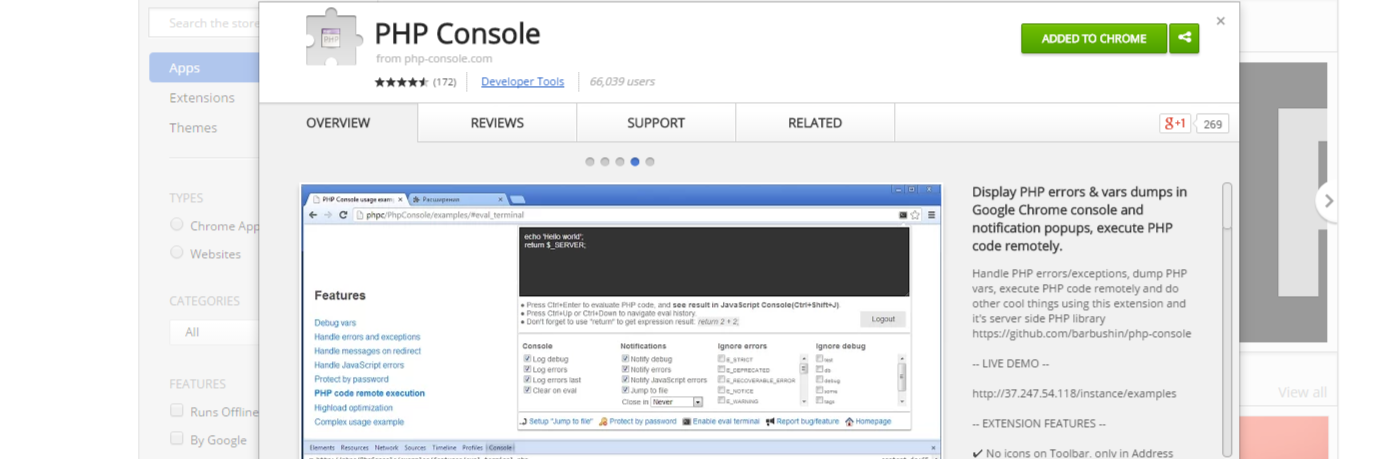 Search the store
Apps
Extensions
Themes
TYPES
Chrome App
Websites
CATEGORIES
All
FEATURES
Runs Offline
By Google
PHP Console
from php-console.com
(172)
Developer Tools
66,039 users
ADDED TO CHROME
OVERVIEW
REVIEWS
SUPPORT
RELATED
g+1
269
PHP Console usage exam
Расширения
phpc/PhpConsole/examples/#eval_terminal
echo 'Hello world';
return $_SERVER;
Features
Debug vars
Handle errors and exceptions
Handle messages on redirect
Handle JavaScript errors
Protect by password
PHP code remote execution
Highload optimization
Complex usage example
• Press Ctrl+Enter to evaluate PHP code, and see result in JavaScript Console(Ctrl+Shift+J)
• Press Ctrl+Up or Ctrl+Down to navigate eval history.
• Don't forget to use "return" to get expression result: return 2 + 2;
Logout
Console
Log debug
Log errors
Log errors last
Clear on eval
Notifications
Notify debug
Notify errors
Notify JavaScript errors
Jump to file
Close in Never
Ignore errors
E_STRICT
E_DEPRECATED
E_RECOVERABLE_ERROR
E_NOTICE
E_WARNING
Ignore debug
test
db
debug
some
tags
Setup "Jump to file"
Protect by password
Enable eval terminal
Report bug/feature
Homepage
Elements Resources Network Sources Timeline Profiles Console
Display PHP errors & vars dumps in
Google Chrome console and
notification popups, execute PHP
code remotely.
Handle PHP errors/exceptions, dump PHP
vars, execute PHP code remotely and do
other cool things using this extension and
it's server side PHP library
https://github.com/barbushin/php-console
-- LIVE DEMO --
http://37.247.54.118/instance/examples
-- EXTENSION FEATURES --
✔ No icons on Toolbar, only in Address
View all